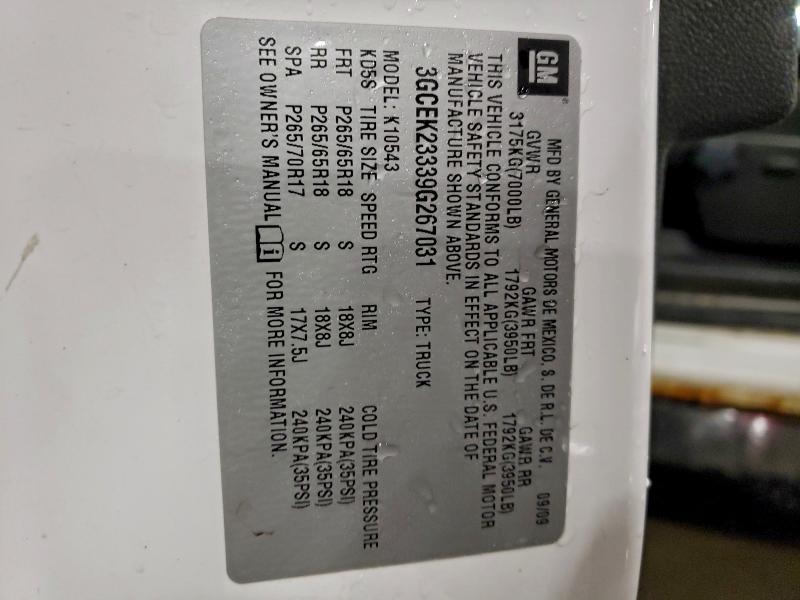 GM
MFD BY GENERAL MOTORS DE MEXICO, S. DE R.L. DE C.V. 09/09
GVWR GAWR FRT GAWR RR
3175KG(7000LB) 1792KG(3950LB) 1792KG(3950LB)
THIS VEHICLE CONFORMS TO ALL APPLICABLE U.S. FEDERAL MOTOR
VEHICLE SAFETY STANDARDS IN EFFECT ON THE DATE OF
MANUFACTURE SHOWN ABOVE.
3GCEK23339G267031 TYPE: TRUCK
MODEL: K10543
KD5S TIRE SIZE SPEED RTG RIM COLD TIRE PRESSURE
FRT P265/65R18 S 18X8J 240KPA(35PSI)
RR P265/65R18 S 18X8J 240KPA(35PSI)
SPA P265/70R17 S 17X7.5J 240KPA(35PSI)
SEE OWNER'S MANUAL i FOR MORE INFORMATION.